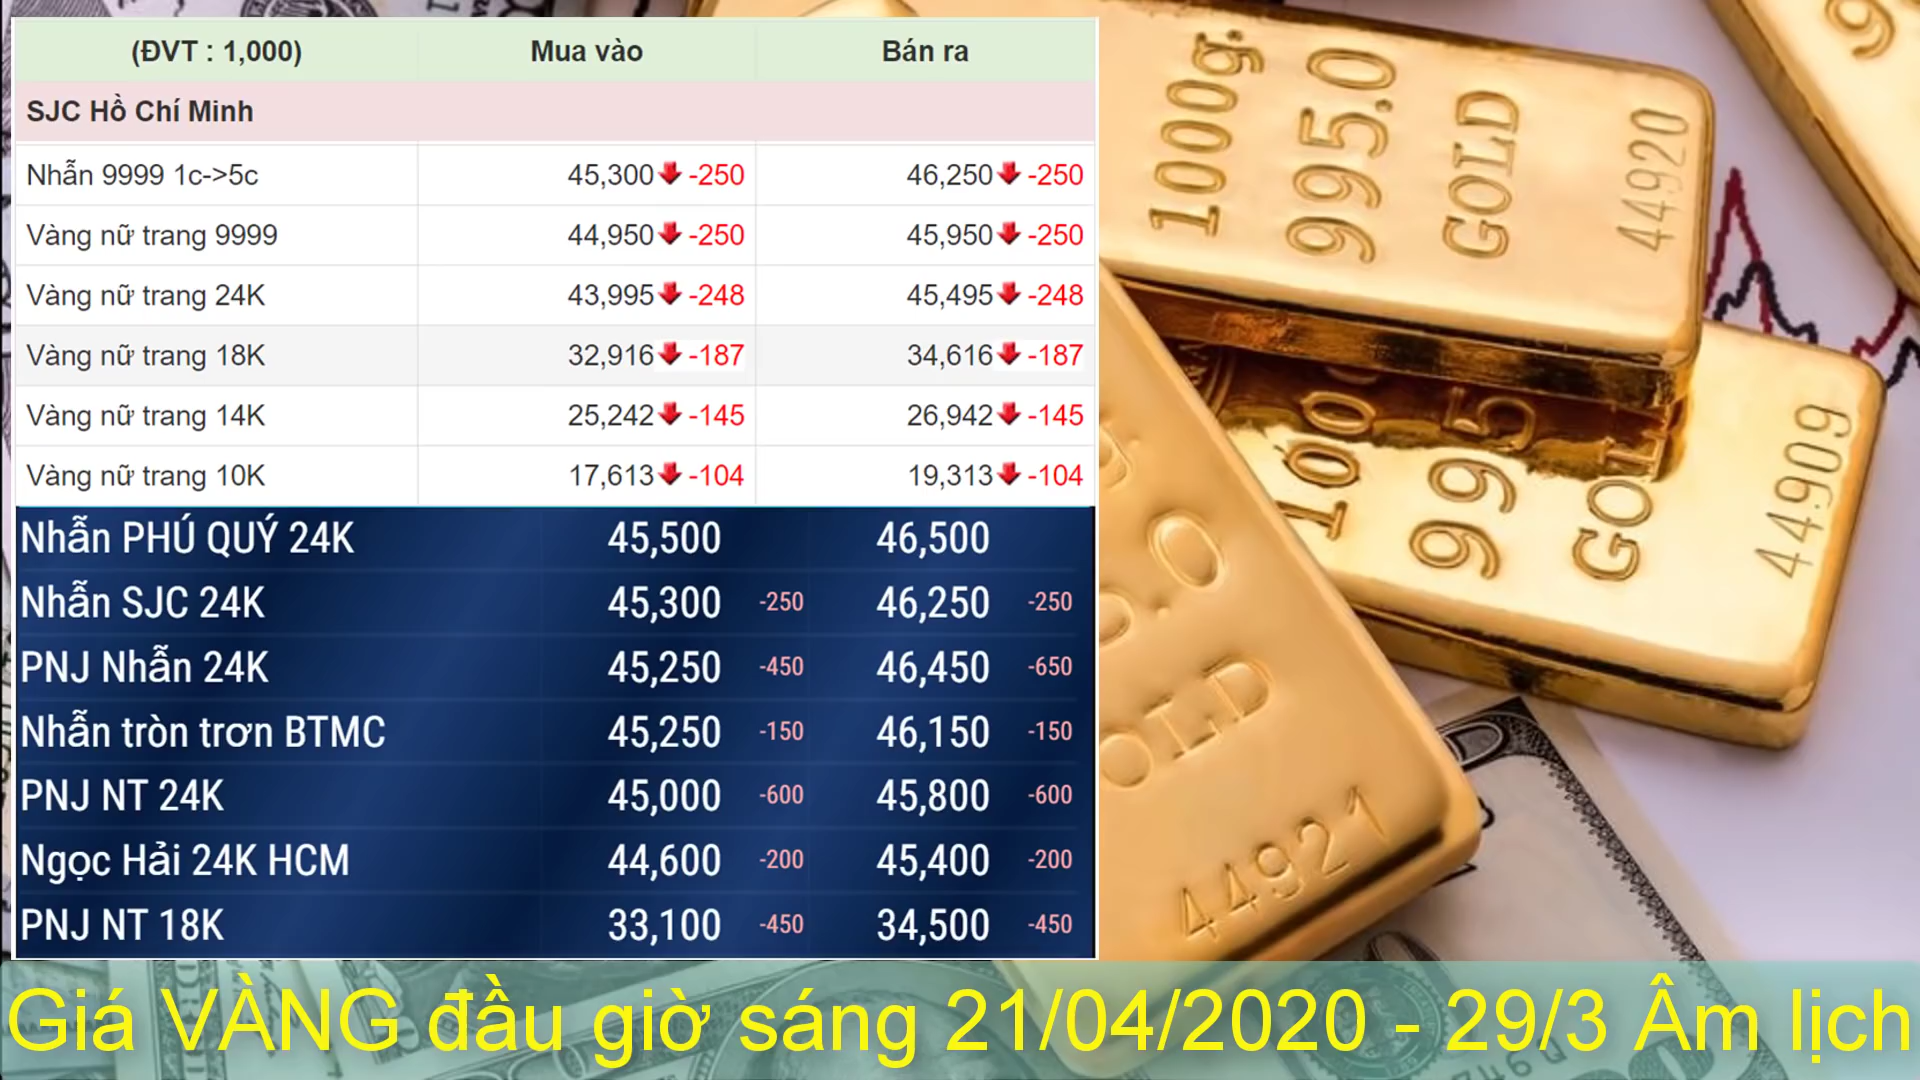 (ĐVT : 1,000) Mua vào Bán ra
SJC Hồ Chí Minh
Nhẫn 9999 1c->5c 45,300 -250 46,250 -250
Vàng nữ trang 9999 44,950 -250 45,950 -250
Vàng nữ trang 24K 43,995 -248 45,495 -248
Vàng nữ trang 18K 32,916 -187 34,616 -187
Vàng nữ trang 14K 25,242 -145 26,942 -145
Vàng nữ trang 10K 17,613 -104 19,313 -104
Nhẫn PHÚ QUÝ 24K 45,500 46,500
Nhẫn SJC 24K 45,300 -250 46,250 -250
PNJ Nhẫn 24K 45,250 -450 46,450 -650
Nhẫn tròn trơn BTMC 45,250 -150 46,150 -150
PNJ NT 24K 45,000 -600 45,800 -600
Ngọc Hải 24K HCM 44,600 -200 45,400 -200
PNJ NT 18K 33,100 -450 34,500 -450
1000g.
995.0
GOLD
44920
995
44909
44921
Giá VÀNG đầu giờ sáng 21/04/2020 - 29/3 Âm lịch